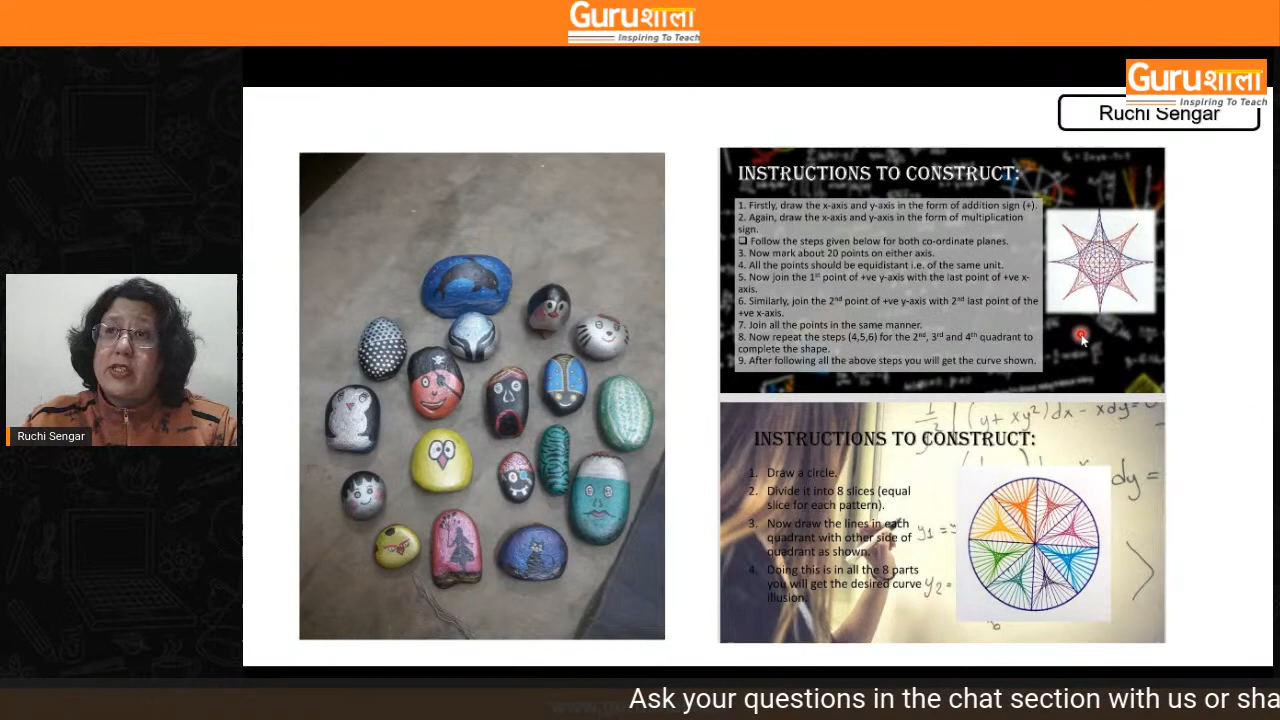 Guruशाला
Inspiring To Teach
Guruशाला
Inspiring To Teach
Ruchi Sengar
INSTRUCTIONS TO CONSTRUCT:
1. Firstly, draw the x-axis and y-axis in the form of addition sign (+).
2. Again, draw the x-axis and y-axis in the form of multiplication
sign.
❑ Follow the steps given below for both co-ordinate planes.
3. Now mark about 20 points on either axis.
4. All the points should be equidistant i.e. of the same unit.
5. Now join the 1st point of +ve y-axis with the last point of +ve x-
axis.
6. Similarly, join the 2nd point of +ve y-axis with 2nd last point of the
+ve x-axis.
7. Join all the points in the same manner.
8. Now repeat the steps (4,5,6) for the 2nd, 3rd and 4th quadrant to
complete the shape.
9. After following all the above steps you will get the curve shown.
Ruchi Sengar
INSTRUCTIONS TO CONSTRUCT:
1. Draw a circle.
2. Divide it into 8 slices (equal
slice for each pattern).
3. Now draw the lines in each
quadrant with other side of
quadrant as shown.
4. Doing this is in all the 8 parts
you will get the desired curve
illusion.
Ask your questions in the chat section with us or sha